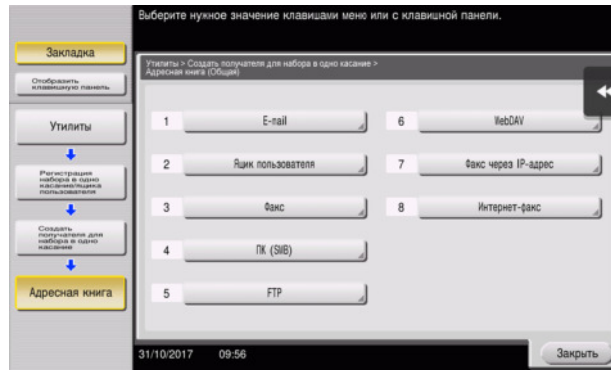 Выберите нужное значение клавишами меню или с клавишной панели.
Закладка
Отобразить
клавишную панель
Утилиты > Создать получателя для набора в одно касание >
Адресная книга (Общая)
Утилиты
Регистрация
набора в одно
касание/ящика
пользователя
Создать
получателя для
набора в одно
касание
Адресная книга
1 E-mail
6 WebDAV
2 Ящик пользователя
7 Факс через IP-адрес
3 Факс
8 Интернет-факс
4 ПК (SMB)
5 FTP
31/10/2017 09:56
Закрыть